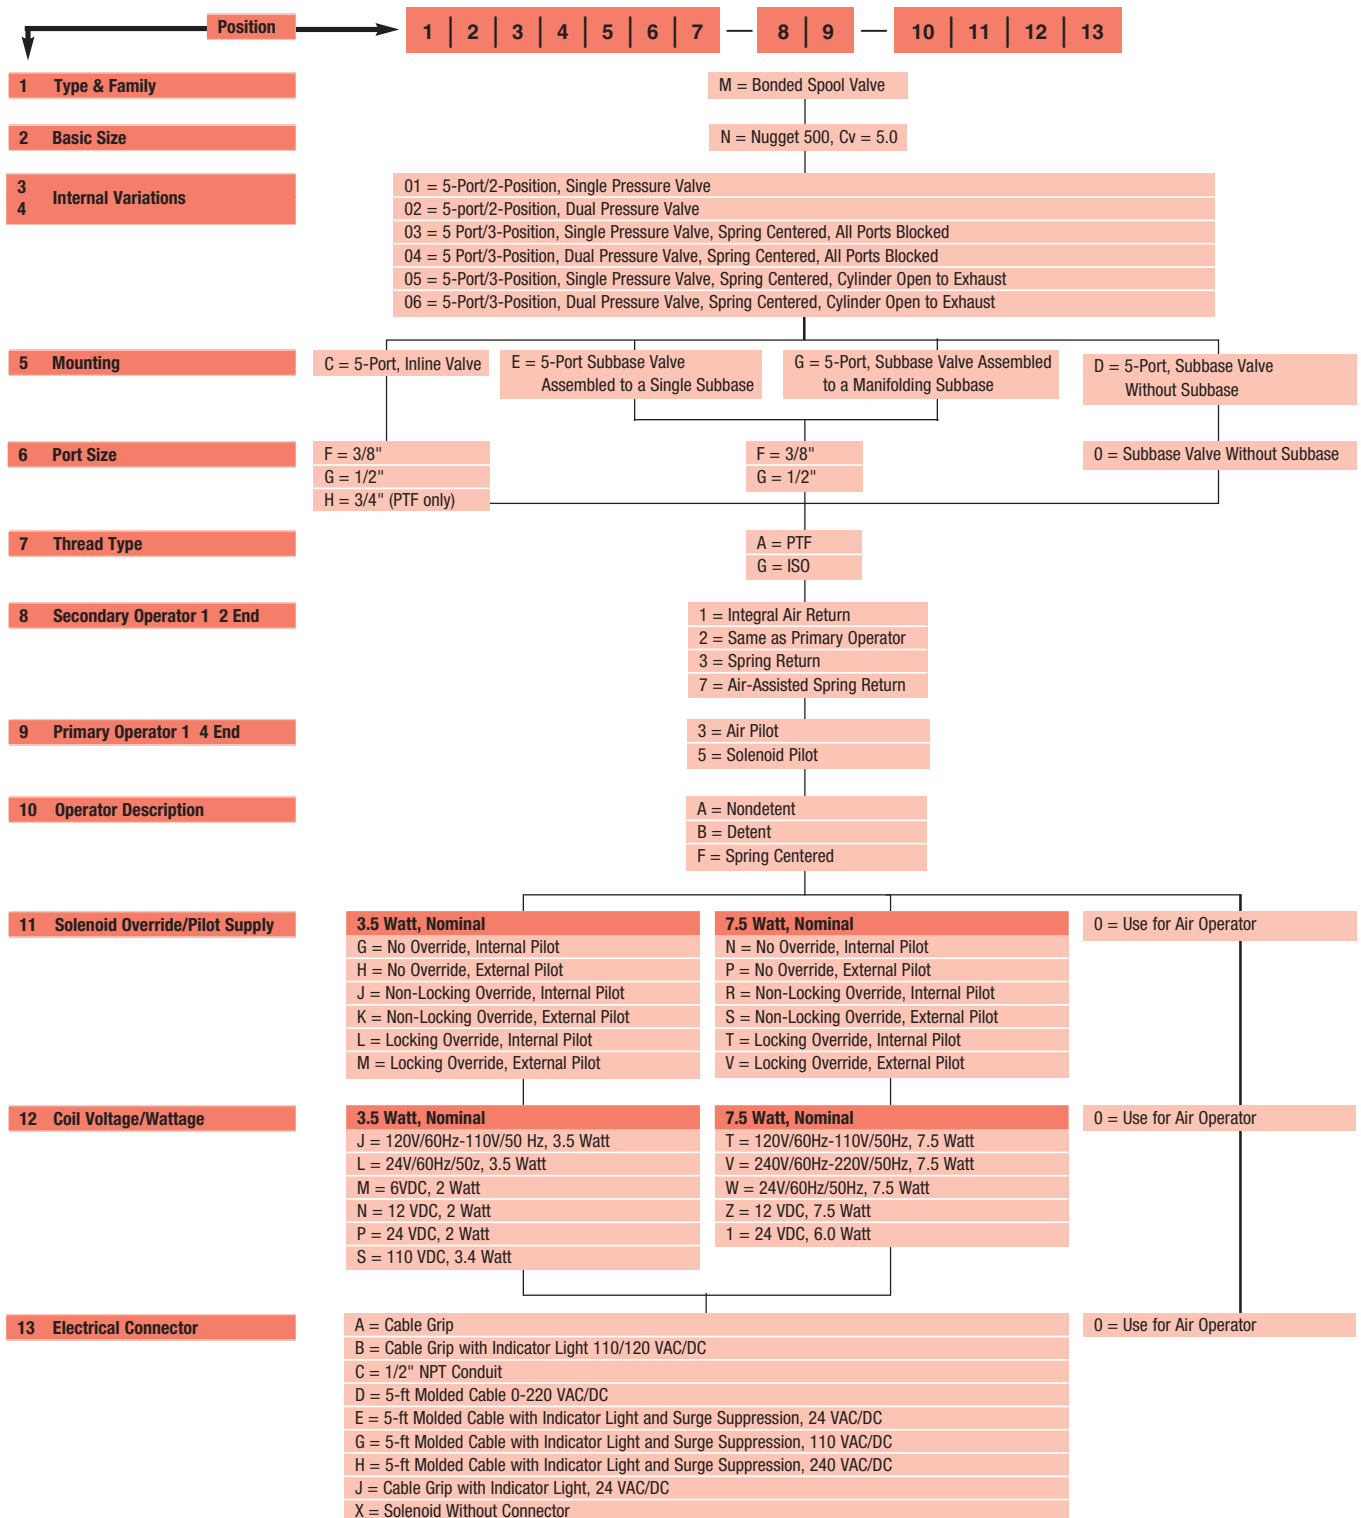 Position
1 | 2 | 3 | 4 | 5 | 6 | 7 — 8 | 9 — 10 | 11 | 12 | 13
1 Type & Family
M = Bonded Spool Valve
2 Basic Size
N = Nugget 500, Cv = 5.0
3
4
Internal Variations
01 = 5-Port/2-Position, Single Pressure Valve
02 = 5-port/2-Position, Dual Pressure Valve
03 = 5 Port/3-Position, Single Pressure Valve, Spring Centered, All Ports Blocked
04 = 5 Port/3-Position, Dual Pressure Valve, Spring Centered, All Ports Blocked
05 = 5-Port/3-Position, Single Pressure Valve, Spring Centered, Cylinder Open to Exhaust
06 = 5-Port/3-Position, Dual Pressure Valve, Spring Centered, Cylinder Open to Exhaust
5 Mounting
C = 5-Port, Inline Valve
E = 5-Port Subbase Valve
Assembled to a Single Subbase
G = 5-Port, Subbase Valve Assembled
to a Manifolding Subbase
D = 5-Port, Subbase Valve
Without Subbase
6 Port Size
F = 3/8"
G = 1/2"
H = 3/4" (PTF only)
F = 3/8"
G = 1/2"
0 = Subbase Valve Without Subbase
7 Thread Type
A = PTF
G = ISO
8 Secondary Operator 1 2 End
1 = Integral Air Return
2 = Same as Primary Operator
3 = Spring Return
7 = Air-Assisted Spring Return
9 Primary Operator 1 4 End
3 = Air Pilot
5 = Solenoid Pilot
10 Operator Description
A = Nondetent
B = Detent
F = Spring Centered
11 Solenoid Override/Pilot Supply
3.5 Watt, Nominal
G = No Override, Internal Pilot
H = No Override, External Pilot
J = Non-Locking Override, Internal Pilot
K = Non-Locking Override, External Pilot
L = Locking Override, Internal Pilot
M = Locking Override, External Pilot
7.5 Watt, Nominal
N = No Override, Internal Pilot
P = No Override, External Pilot
R = Non-Locking Override, Internal Pilot
S = Non-Locking Override, External Pilot
T = Locking Override, Internal Pilot
V = Locking Override, External Pilot
0 = Use for Air Operator
12 Coil Voltage/Wattage
3.5 Watt, Nominal
J = 120V/60Hz-110V/50 Hz, 3.5 Watt
L = 24V/60Hz/50z, 3.5 Watt
M = 6VDC, 2 Watt
N = 12 VDC, 2 Watt
P = 24 VDC, 2 Watt
S = 110 VDC, 3.4 Watt
7.5 Watt, Nominal
T = 120V/60Hz-110V/50Hz, 7.5 Watt
V = 240V/60Hz-220V/50Hz, 7.5 Watt
W = 24V/60Hz/50Hz, 7.5 Watt
Z = 12 VDC, 7.5 Watt
1 = 24 VDC, 6.0 Watt
0 = Use for Air Operator
13 Electrical Connector
A = Cable Grip
B = Cable Grip with Indicator Light 110/120 VAC/DC
C = 1/2" NPT Conduit
D = 5-ft Molded Cable 0-220 VAC/DC
E = 5-ft Molded Cable with Indicator Light and Surge Suppression, 24 VAC/DC
G = 5-ft Molded Cable with Indicator Light and Surge Suppression, 110 VAC/DC
H = 5-ft Molded Cable with Indicator Light and Surge Suppression, 240 VAC/DC
J = Cable Grip with Indicator Light, 24 VAC/DC
X = Solenoid Without Connector
0 = Use for Air Operator